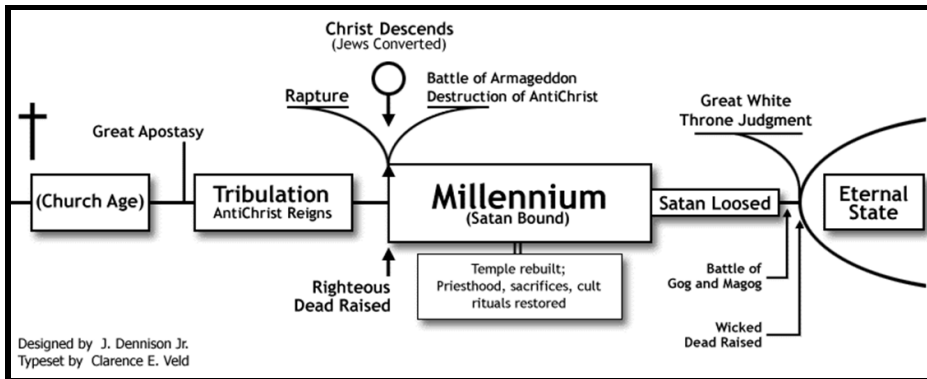 Christ Descends
(Jews Converted)
Rapture
Battle of Armageddon
Destruction of AntiChrist
Great Apostasy
Great White
Throne Judgment
(Church Age)
Tribulation
AntiChrist Reigns
Millennium
(Satan Bound)
Satan Loosed
Eternal
State
Temple rebuilt;
Priesthood, sacrifices, cult
rituals restored
Righteous
Dead Raised
Battle of
Gog and Magog
Wicked
Dead Raised
Designed by J. Dennison Jr.
Typeset by Clarence E. Veld